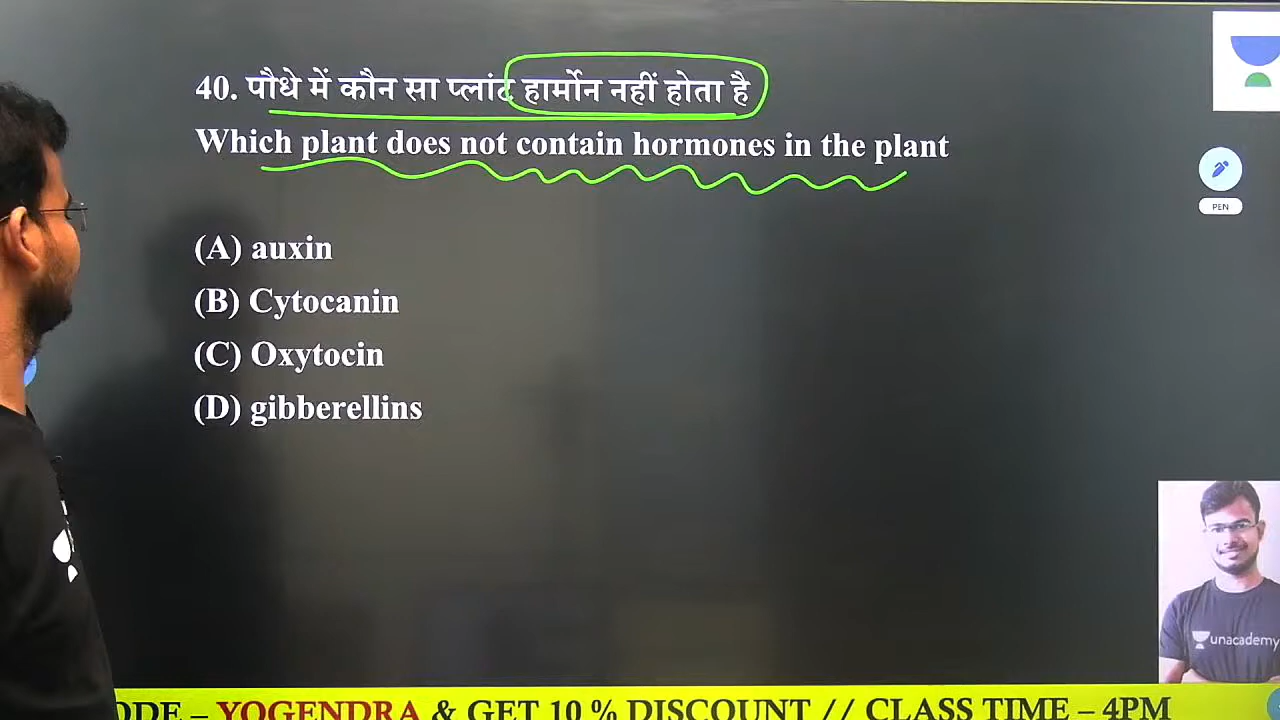 40. पौधे में कौन सा प्लांट हार्मोन नहीं होता है
Which plant does not contain hormones in the plant
(A) auxin
(B) Cytocanin
(C) Oxytocin
(D) gibberellins
PEN
unacademy
ODE – YOGENDRA & GET 10 % DISCOUNT // CLASS TIME – 4PM